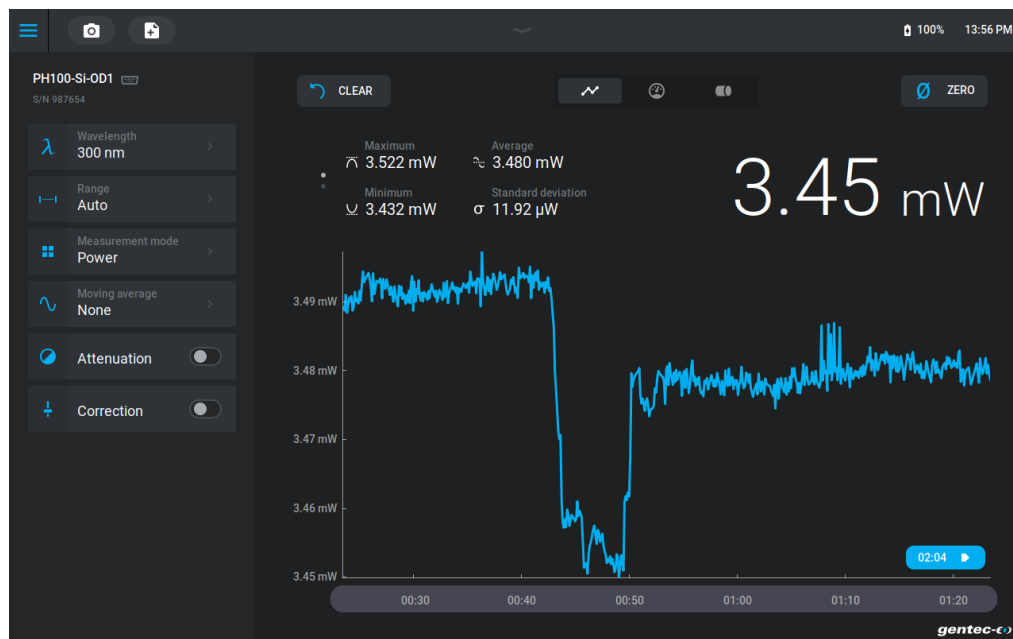 100%
13:56 PM
PH100-Si-OD1
S/N 987654
CLEAR
ZERO
Wavelength
300 nm
Range
Auto
Measurement mode
Power
Moving average
None
Attenuation
Correction
Maximum
3.522 mW
Average
3.480 mW
Minimum
3.432 mW
Standard deviation
σ 11.92 µW
3.45 mW
3.49 mW
3.48 mW
3.47 mW
3.46 mW
3.45 mW
02:04
00:30 00:40 00:50 01:00 01:10 01:20
gentec-eo